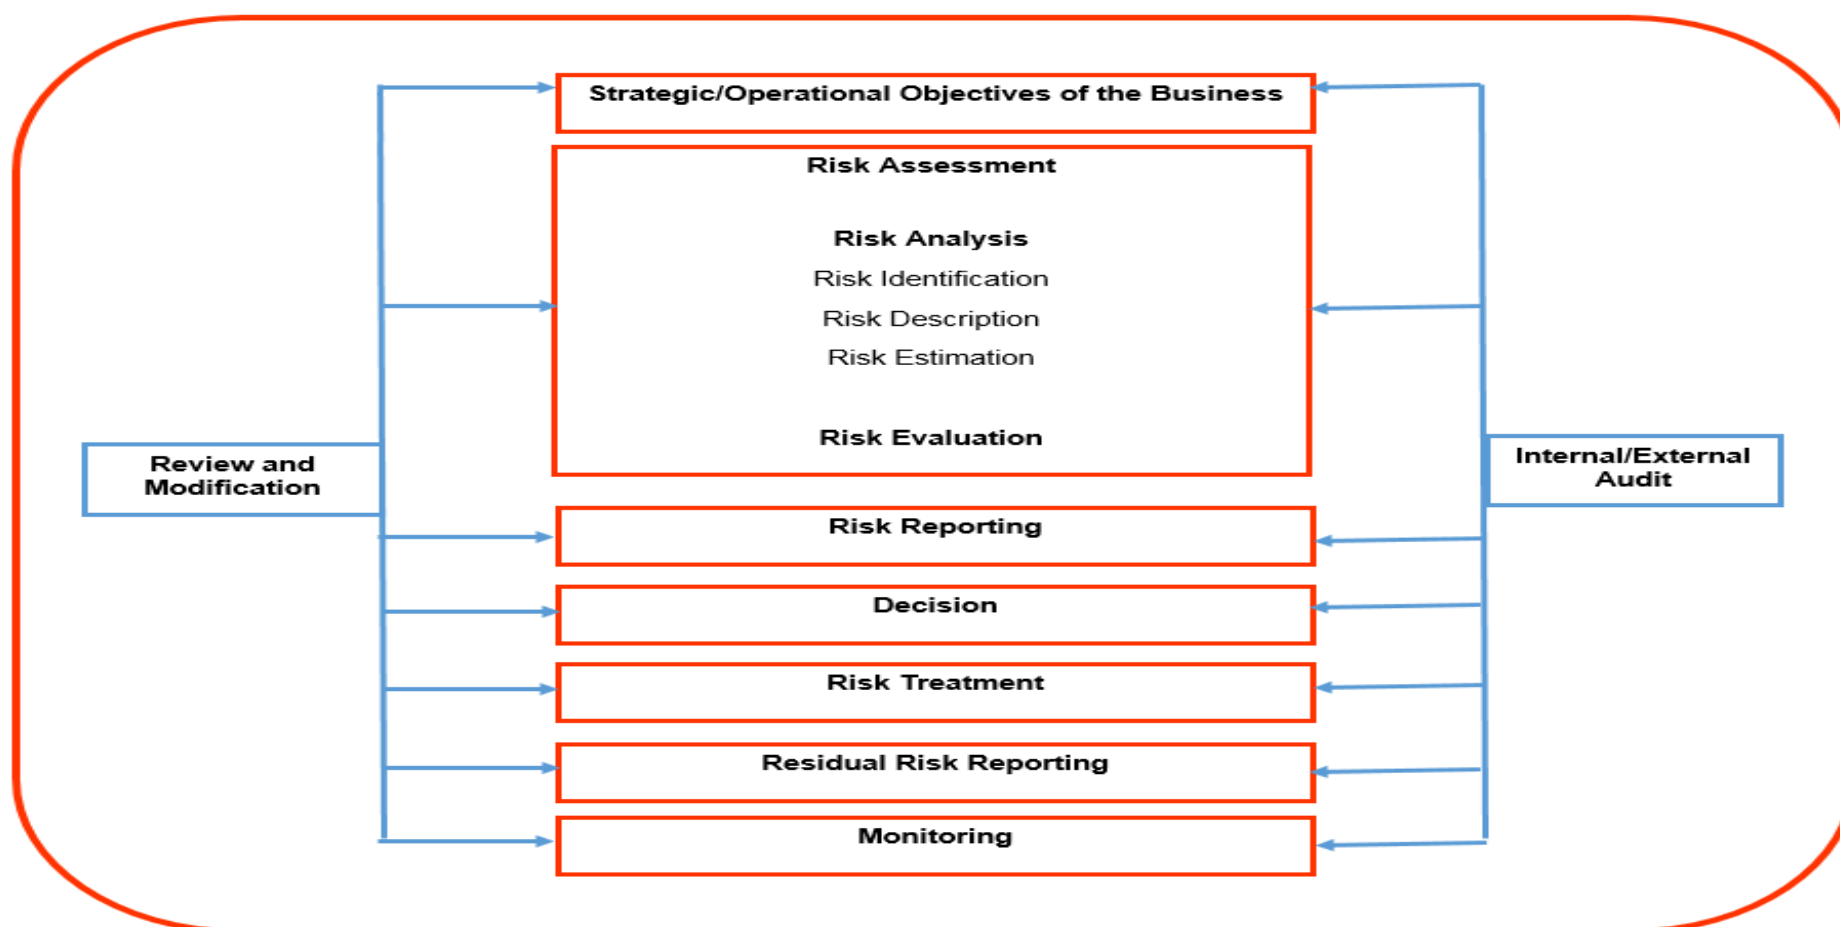 Strategic/Operational Objectives of the Business
Risk Assessment
Risk Analysis
Risk Identification
Risk Description
Risk Estimation
Risk Evaluation
Review and
Modification
Internal/External
Audit
Risk Reporting
Decision
Risk Treatment
Residual Risk Reporting
Monitoring